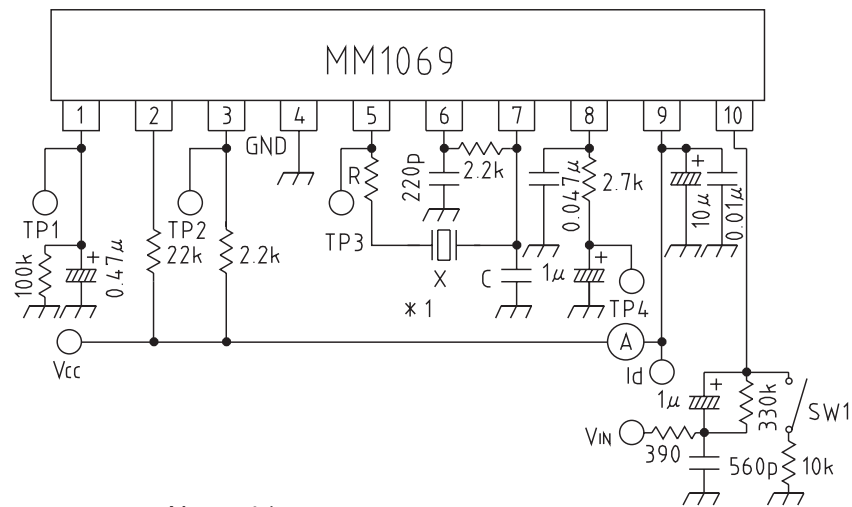 MM1069
1 2 3 4 5 6 7 8 9 10
GND
TP1
100k
0.47μ
22k
TP2
2.2k
R
TP3
220p
2.2k
X
* 1
C
0.047μ
2.7k
1μ
TP4
10μ
0.01μ
Vcc
A
Id
1μ
330k
SW1
VIN
390
560p
10k